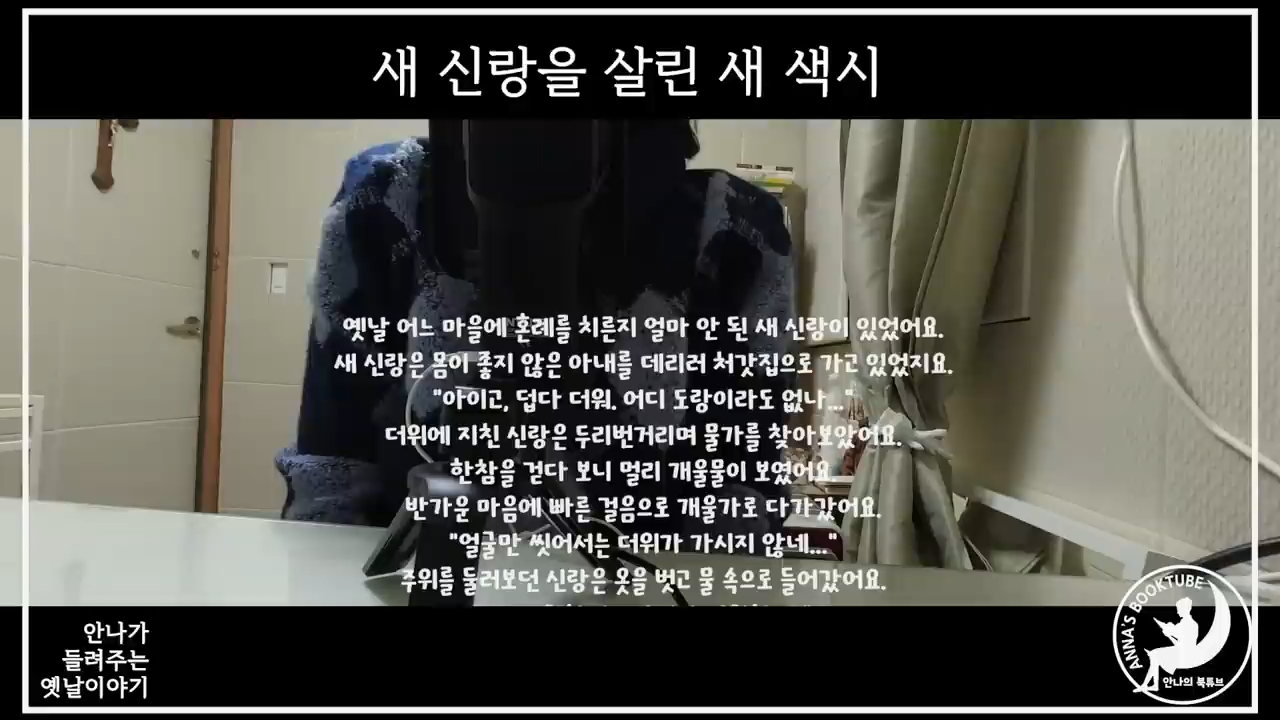 새 신랑을 살린 새 색시
옛날 어느 마을에 혼례를 치른지 얼마 안 된 새 신랑이 있었어요.
새 신랑은 몸이 좋지 않은 아내를 데리러 처갓집으로 가고 있었지요.
"아이고, 덥다 더워. 어디 도랑이라도 없나..."
더위에 지친 신랑은 두리번거리며 물가를 찾아보았어요.
한참을 걷다 보니 멀리 개울물이 보였어요
반가운 마음에 빠른 걸음으로 개울가로 다가갔어요.
"얼굴만 씻어서는 더위가 가시지 않네..."
주위를 둘러보던 신랑은 옷을 벗고 물 속으로 들어갔어요.
안나가
들려주는
옛날이야기
ANNA'S BOOKTUBE
안나의 북튜브